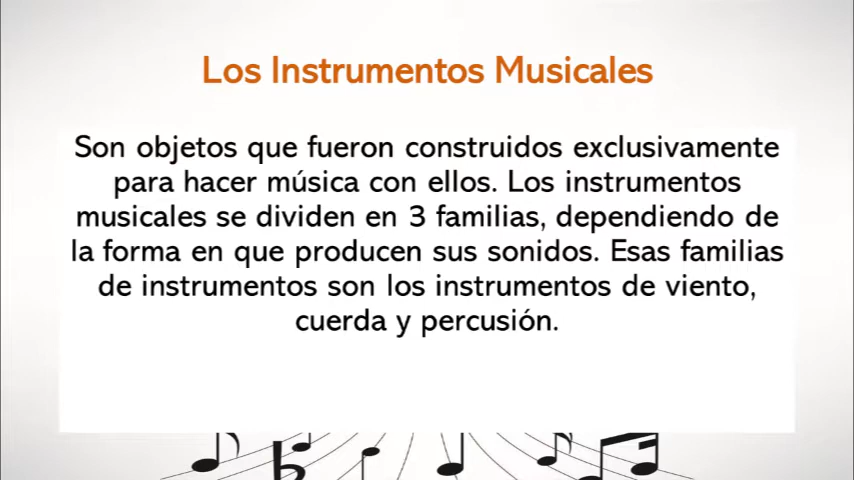 Los Instrumentos Musicales
Son objetos que fueron construidos exclusivamente
para hacer música con ellos. Los instrumentos
musicales se dividen en 3 familias, dependiendo de
la forma en que producen sus sonidos. Esas familias
de instrumentos son los instrumentos de viento,
cuerda y percusión.